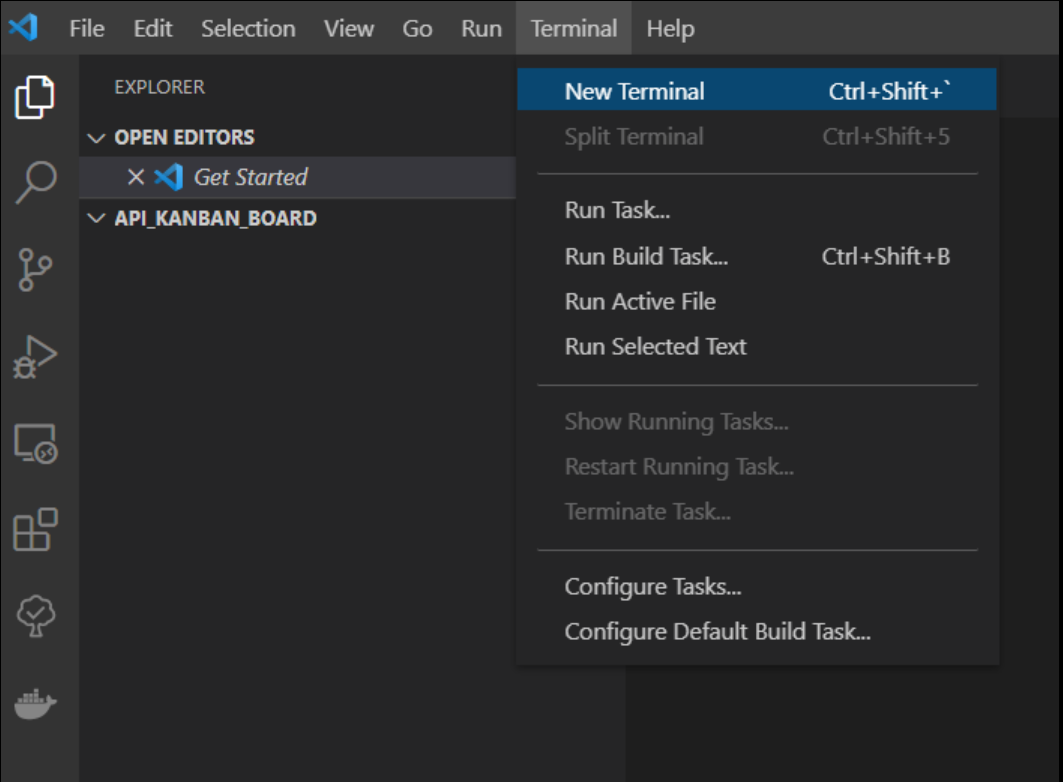 File Edit Selection View Go Run Terminal Help
EXPLORER
OPEN EDITORS
Get Started
API_KANBAN_BOARD
New Terminal Ctrl+Shift+`
Split Terminal Ctrl+Shift+5
Run Task...
Run Build Task... Ctrl+Shift+B
Run Active File
Run Selected Text
Show Running Tasks...
Restart Running Task...
Terminate Task...
Configure Tasks...
Configure Default Build Task...